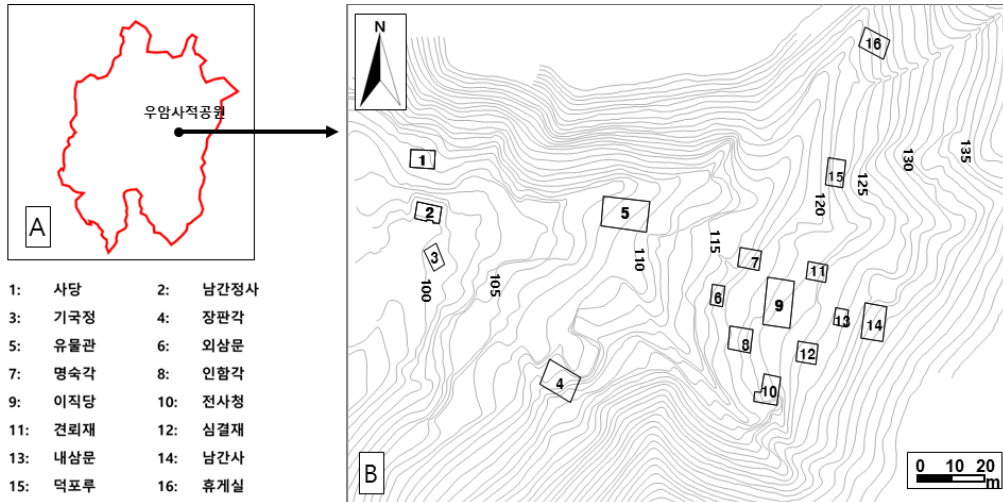 우암사적공원
A
1: 사당 2: 남간정사
3: 기국정 4: 장판각
5: 유물관 6: 외삼문
7: 명숙각 8: 인함각
9: 이직당 10: 전사청
11: 견뢰재 12: 심결재
13: 내삼문 14: 남간사
15: 덕포루 16: 휴게실
N
16
135
130
1
15
125
120
2
5
115
3
7
110
11
105
100
6
9
13
14
8
12
4
10
B
0 10 20
m